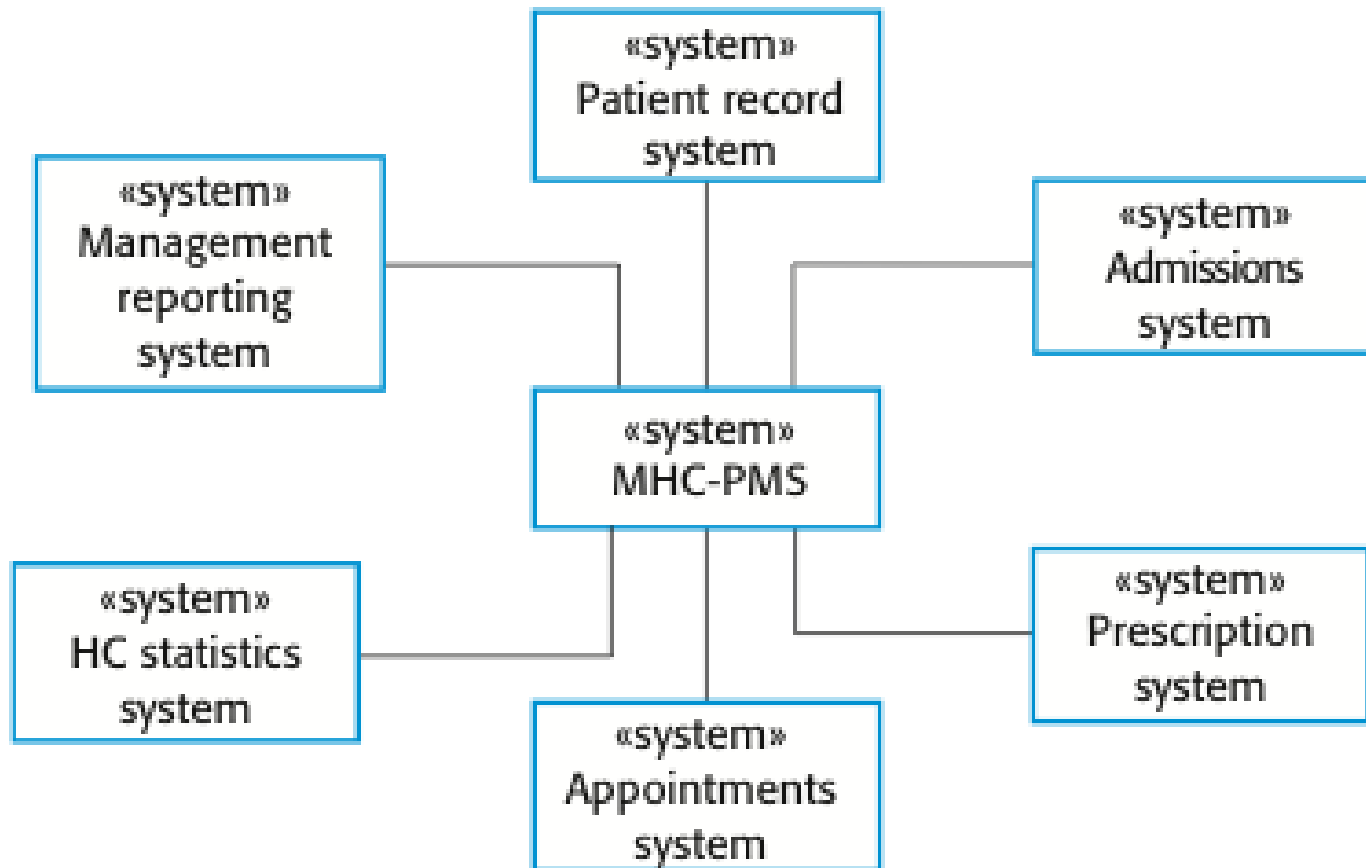 «system»
Patient record
system
«system»
Management
reporting
system
«system»
Admissions
system
«system»
MHC-PMS
«system»
HC statistics
system
«system»
Prescription
system
«system»
Appointments
system